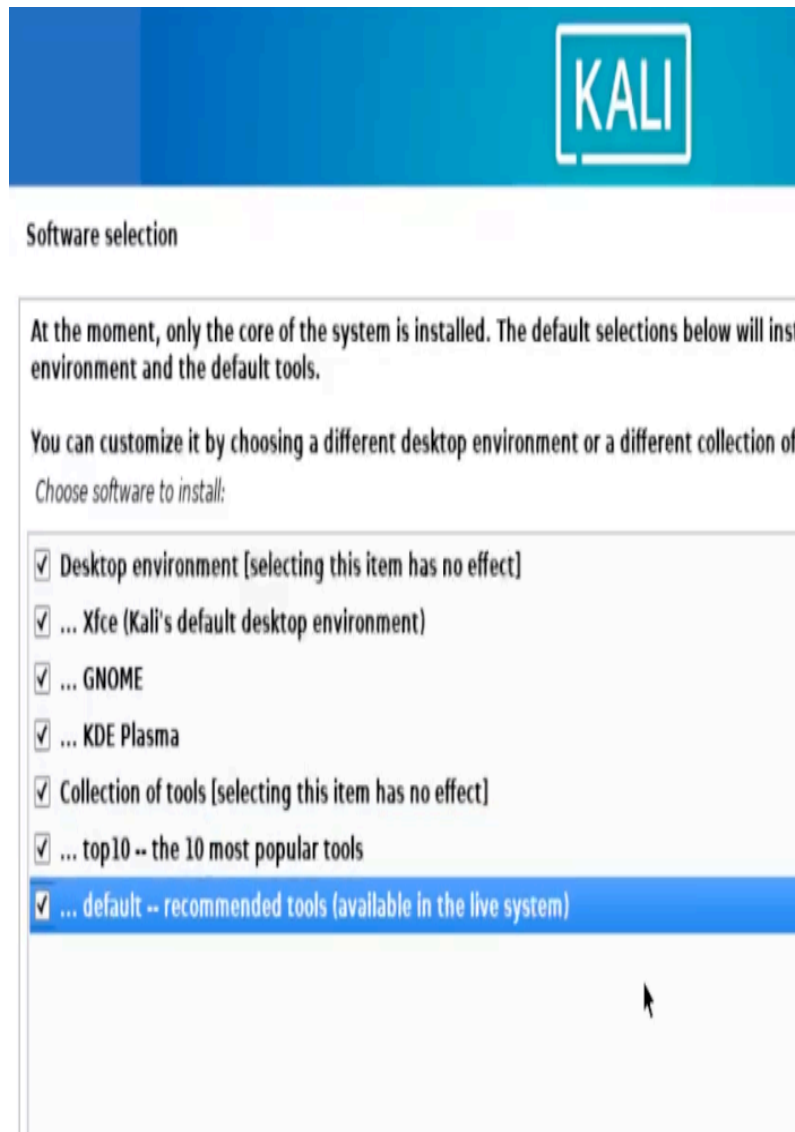 KALI
Software selection
At the moment, only the core of the system is installed. The default selections below will
environment and the default tools.
You can customize it by choosing a different desktop environment or a different collection of
Choose software to install:
Desktop environment [selecting this item has no effect]
... Xfce (Kali's default desktop environment)
... GNOME
... KDE Plasma
Collection of tools [selecting this item has no effect]
... top10 -- the 10 most popular tools
... default -- recommended tools (available in the live system)